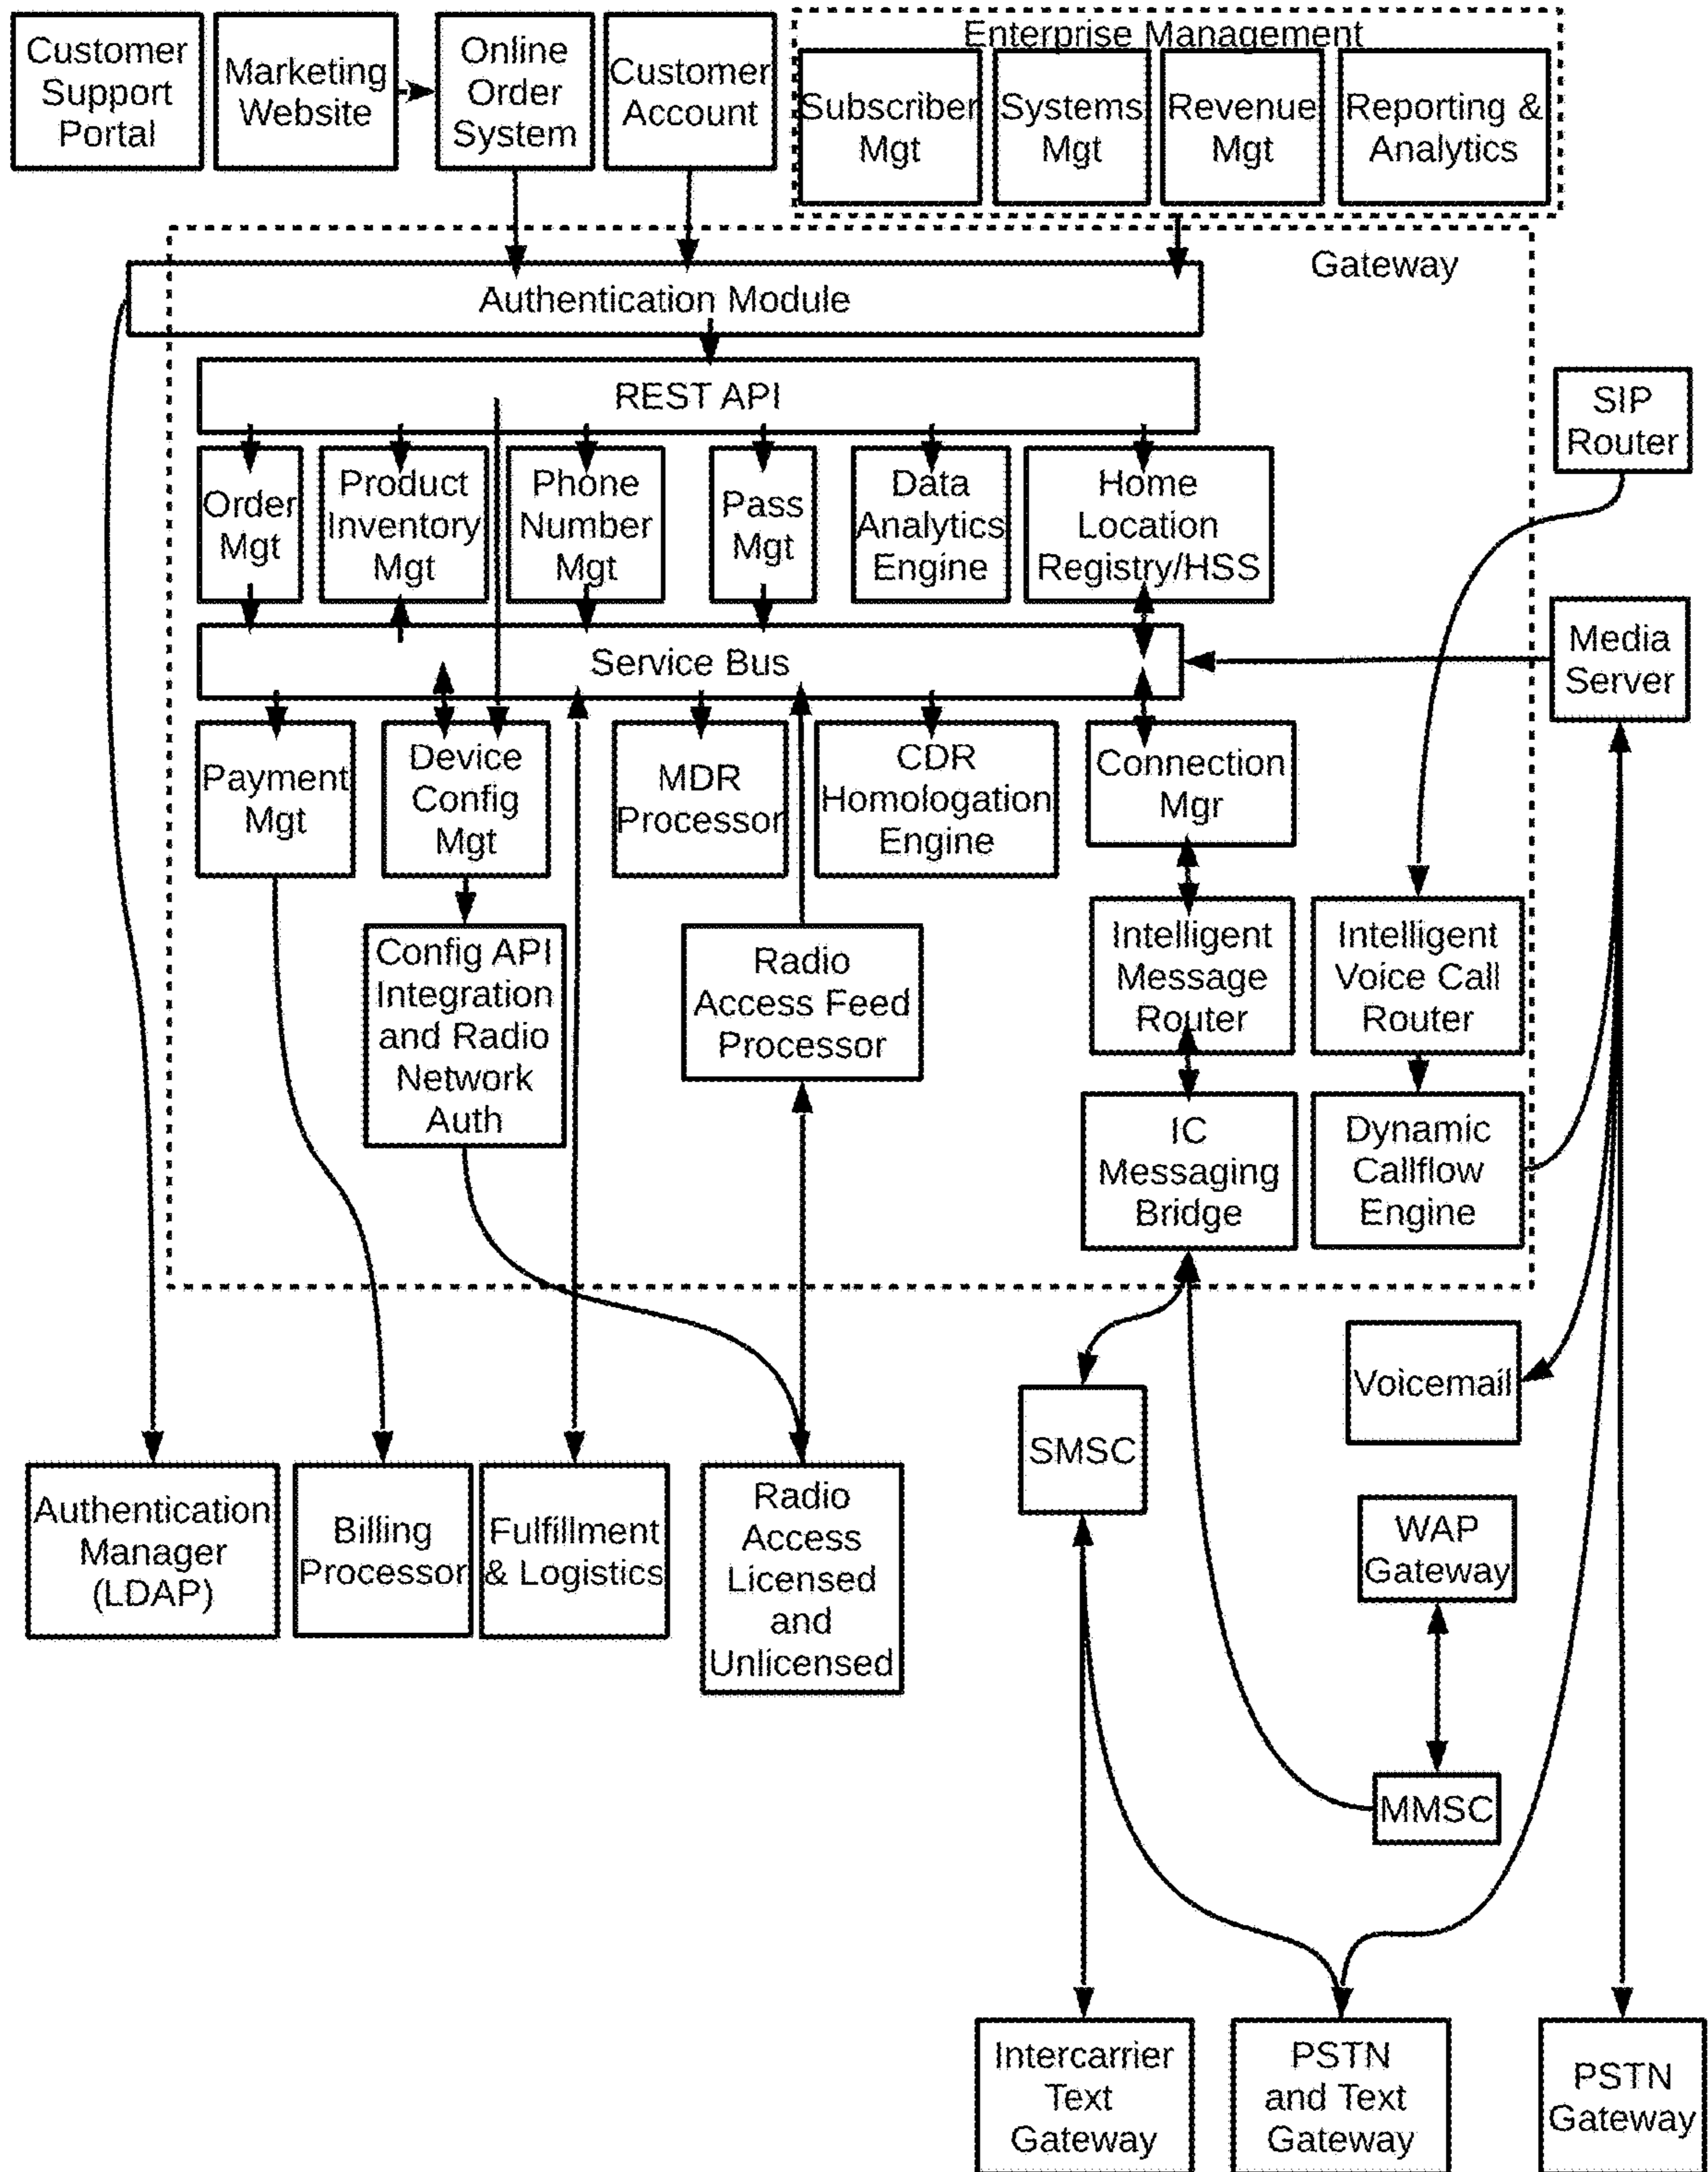 Customer
Support
Portal
Marketing
Website
Online
Order
System
Customer
Account
Enterprise Management
Subscriber
Mgt
Systems
Mgt
Revenue
Mgt
Reporting &
Analytics
Gateway
Authentication Module
REST API
SIP
Router
Order
Mgt
Product
Inventory
Mgt
Phone
Number
Mgt
Pass
Mgt
Data
Analytics
Engine
Home
Location
Registry/HSS
Service Bus
Media
Server
Payment
Mgt
Device
Config
Mgt
MDR
Processor
CDR
Homologation
Engine
Connection
Mgr
Config API
Integration
and Radio
Network
Auth
Radio
Access Feed
Processor
Intelligent
Message
Router
Intelligent
Voice Call
Router
IC
Messaging
Bridge
Dynamic
Callflow
Engine
Voicemail
SMSC
Authentication
Manager
(LDAP)
Billing
Processor
Fulfillment
& Logistics
Radio
Access
Licensed
and
Unlicensed
WAP
Gateway
MMSC
Intercarrier
Text
Gateway
PSTN
and Text
Gateway
PSTN
Gateway